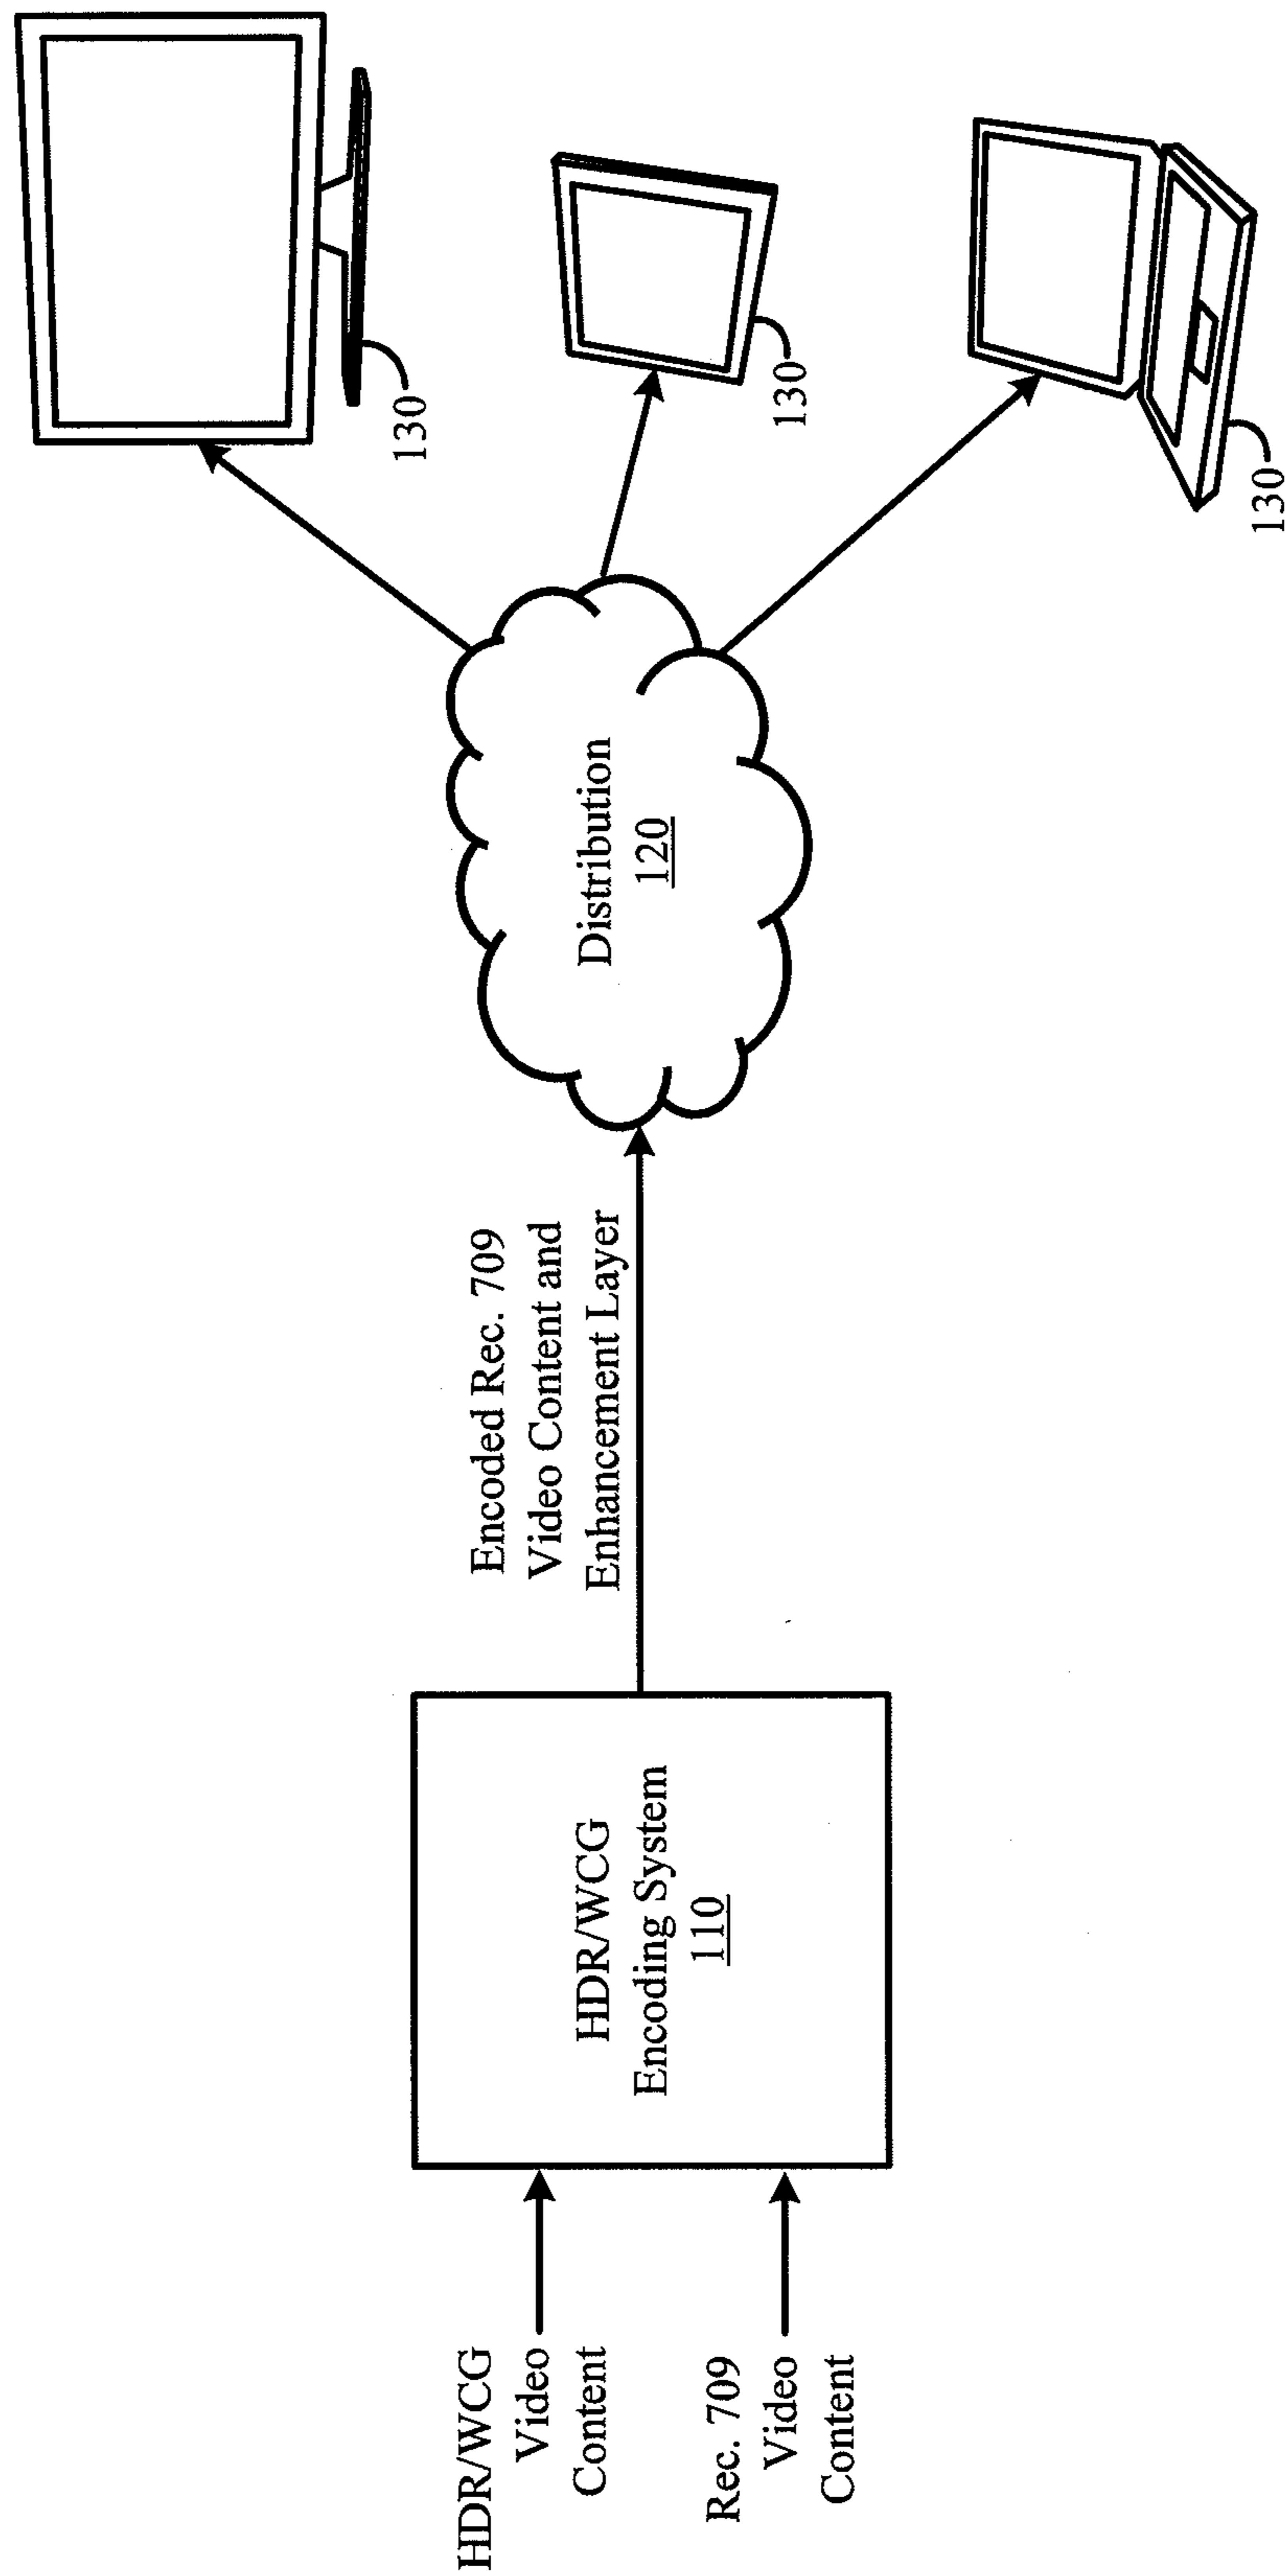 HDR/WCG
Video
Content
Rec. 709
Video
Content
HDR/WCG
Encoding System
110
Encoded Rec. 709
Video Content and
Enhancement Layer
Distribution
120
130
130
130